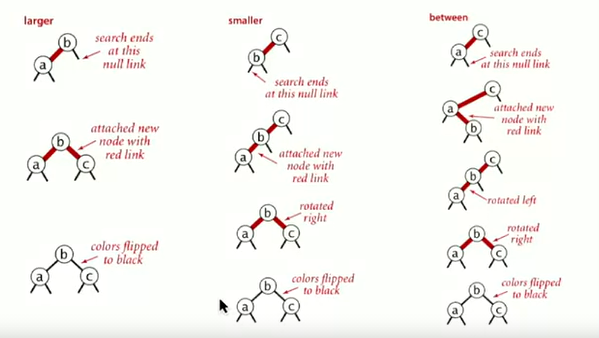 larger
b
a
search ends
at this
null link
b
a
c
attached new
node with
red link
b
a
c
colors flipped
to black
smaller
c
b
search ends
at this null link
c
b
a
attached new
node with
red link
b
a
c
rotated
right
b
a
c
colors flipped
to black
between
c
a
search ends
at this null link
c
a
b
attached new
node with
red link
c
b
a
rotated left
b
a
c
rotated
right
b
a
c
colors flipped
to black